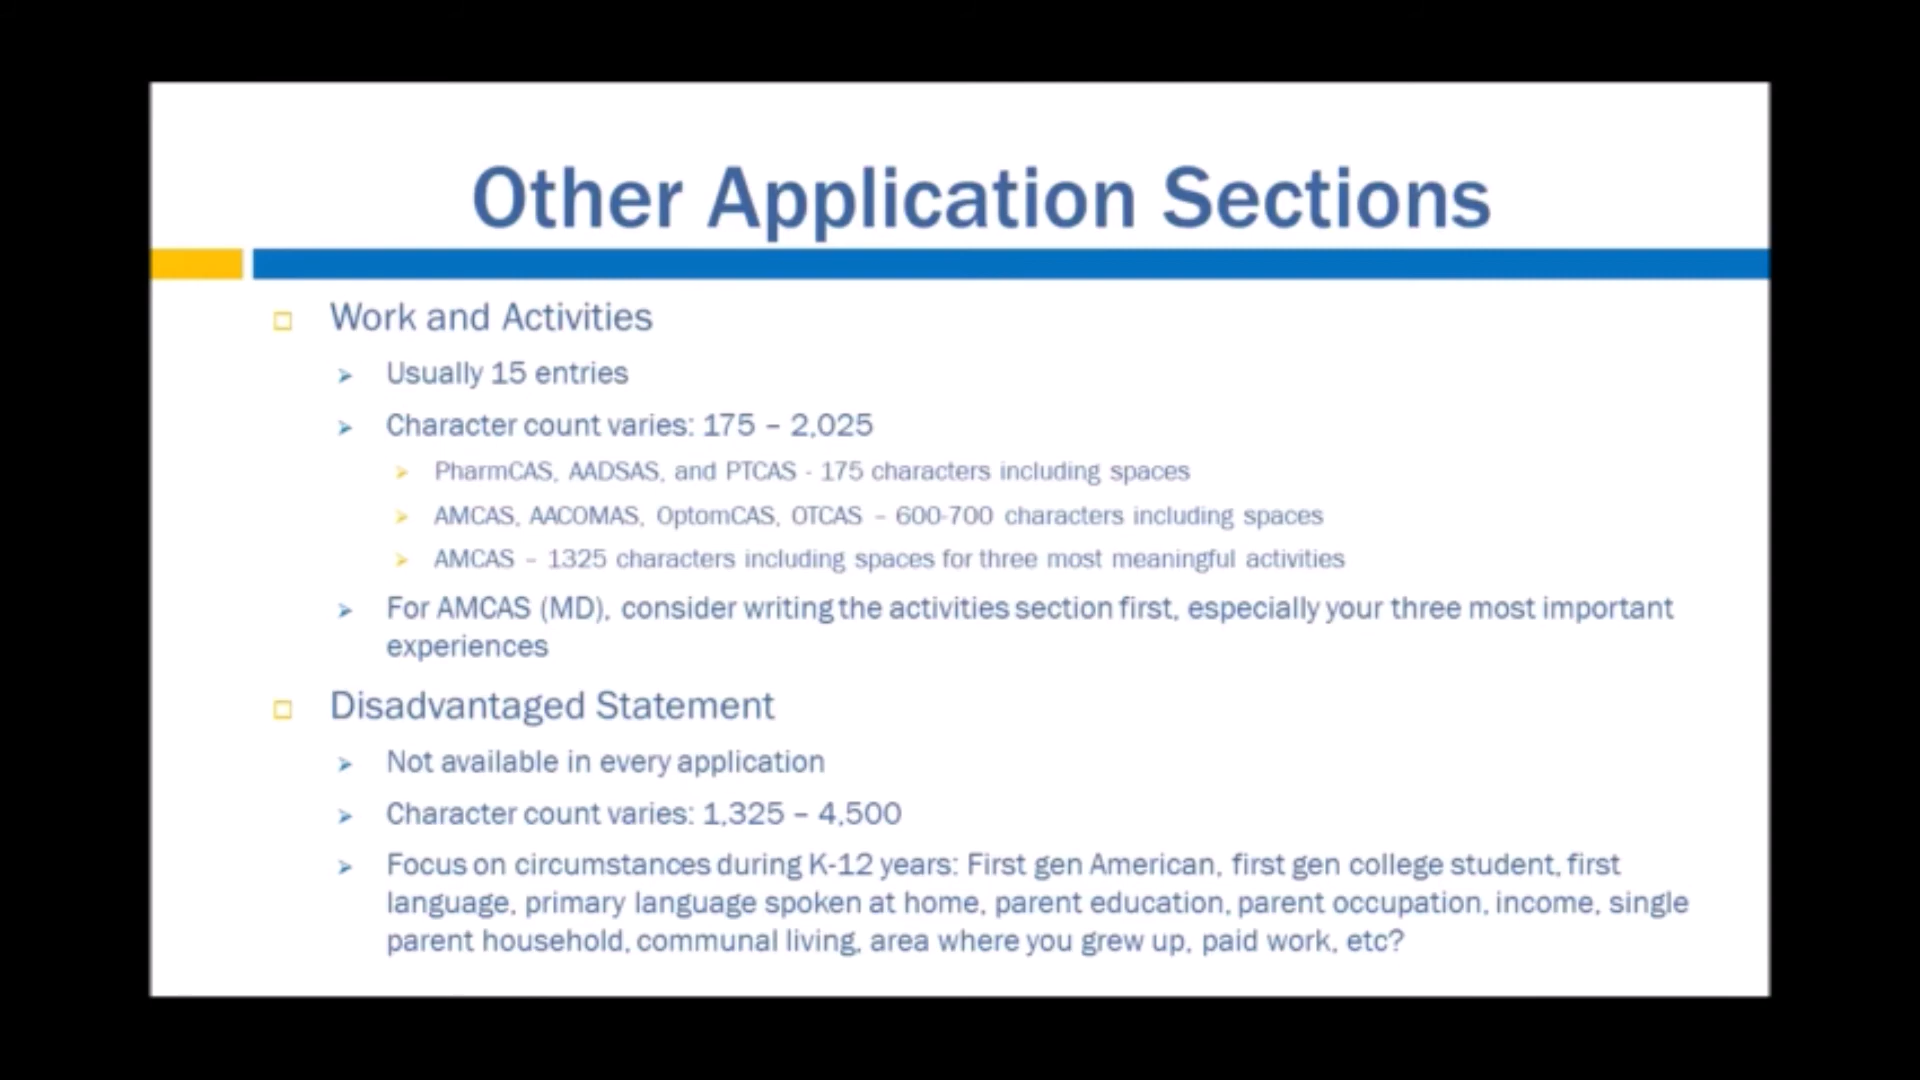 Other Application Sections
Work and Activities
Usually 15 entries
Character count varies: 175 – 2,025
PharmCAS, AADSAS, and PTCAS - 175 characters including spaces
AMCAS, AACOMAS, OptomCAS, OTCAS – 600-700 characters including spaces
AMCAS – 1325 characters including spaces for three most meaningful activities
For AMCAS (MD), consider writing the activities section first, especially your three most important
experiences
Disadvantaged Statement
Not available in every application
Character count varies: 1,325 – 4,500
Focus on circumstances during K-12 years: First gen American, first gen college student, first
language, primary language spoken at home, parent education, parent occupation, income, single
parent household, communal living, area where you grew up, paid work, etc?